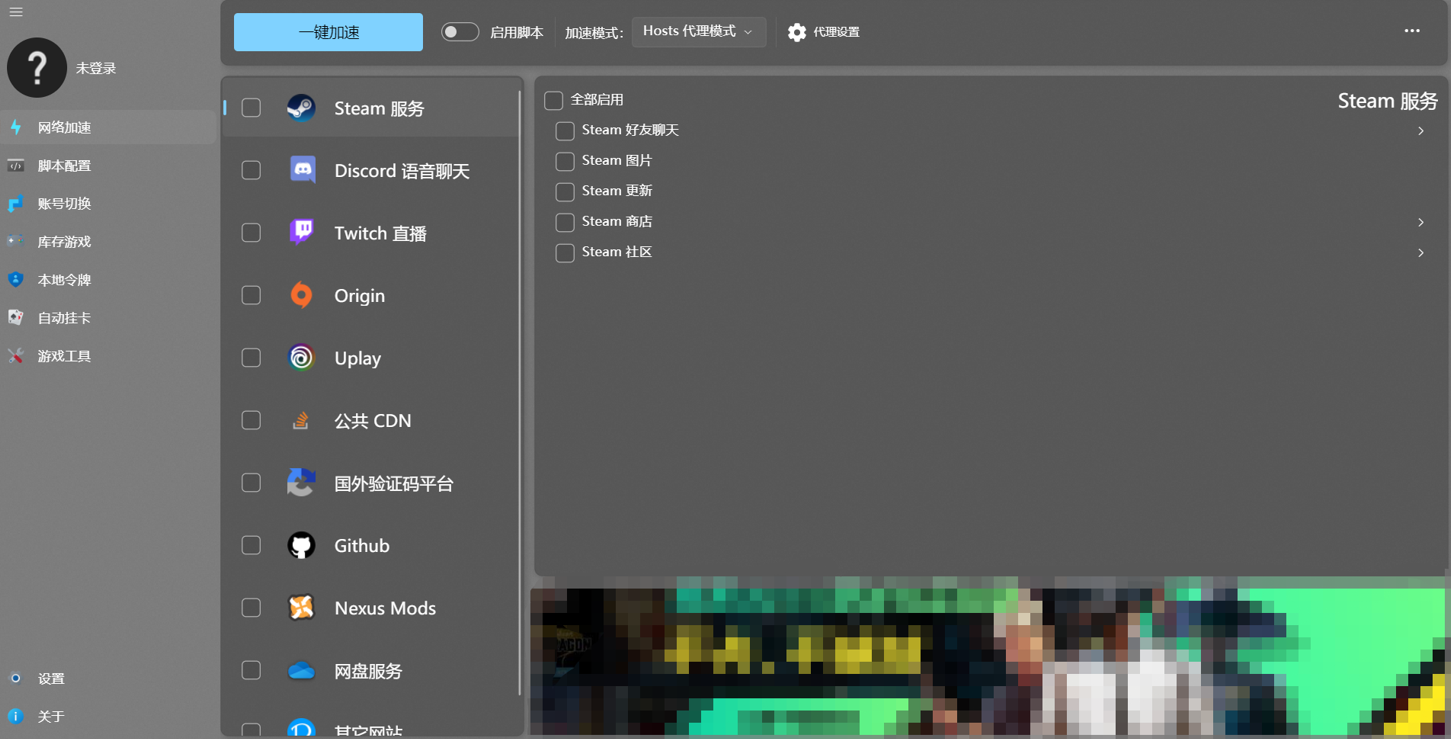 一键加速
启用脚本
加速模式：
Hosts 代理模式
代理设置
未登录
网络加速
脚本配置
账号切换
库存游戏
本地令牌
自动挂卡
游戏工具
设置
关于
Steam 服务
Discord 语音聊天
Twitch 直播
Origin
Uplay
公共 CDN
国外验证码平台
Github
Nexus Mods
网盘服务
其它网站
全部启用
Steam 服务
Steam 好友聊天
Steam 图片
Steam 更新
Steam 商店
Steam 社区